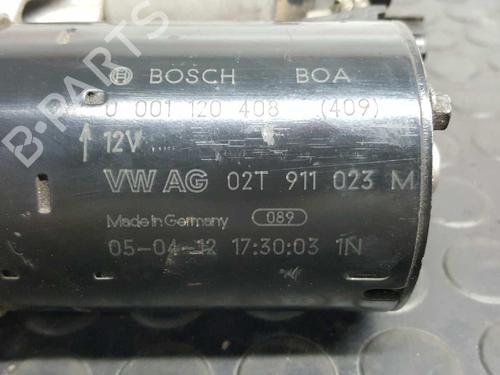 BOSCH BOA
0 001 120 408 (409)
12V
VW AG 02T 911 023 M
Made in Germany 089
05-04-12 17:30:03 1N
B-PARTS